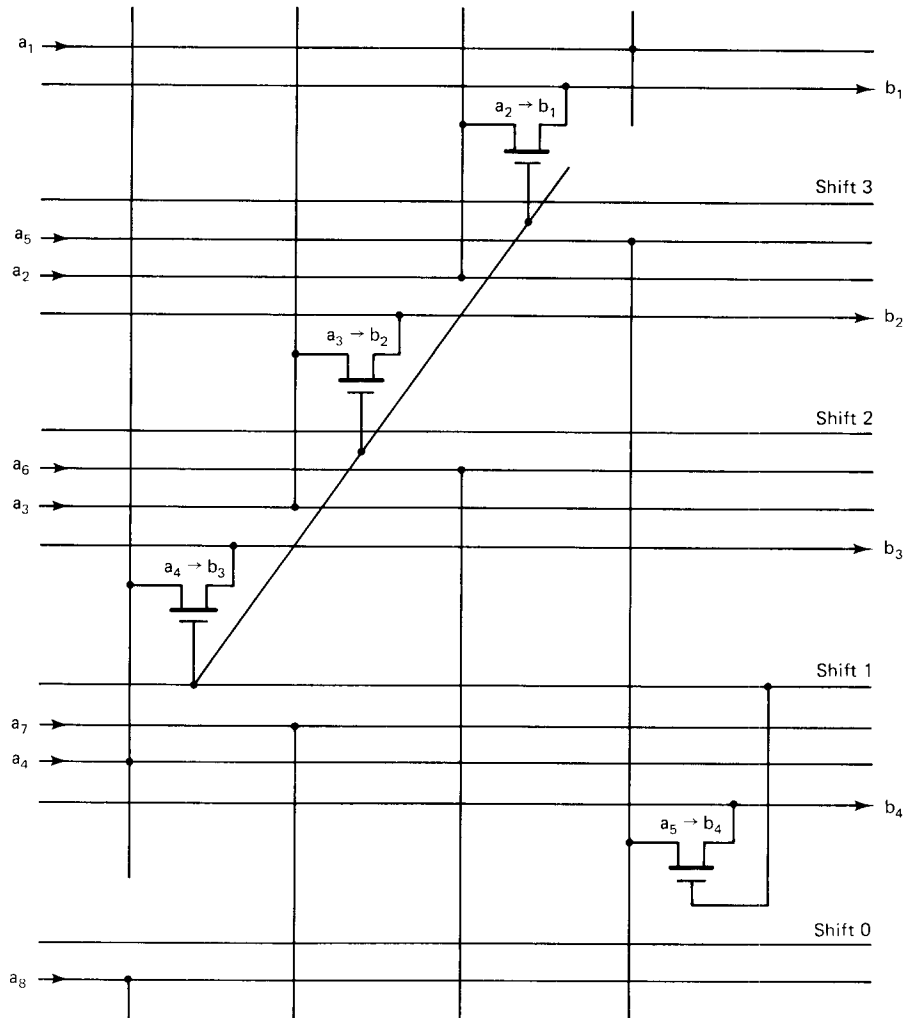 a₁
b₁
a₂ → b₁
Shift 3
a₅
a₂
b₂
a₃ → b₂
Shift 2
a₆
a₃
b₃
a₄ → b₃
Shift 1
a₇
a₄
b₄
a₅ → b₄
Shift 0
a₈